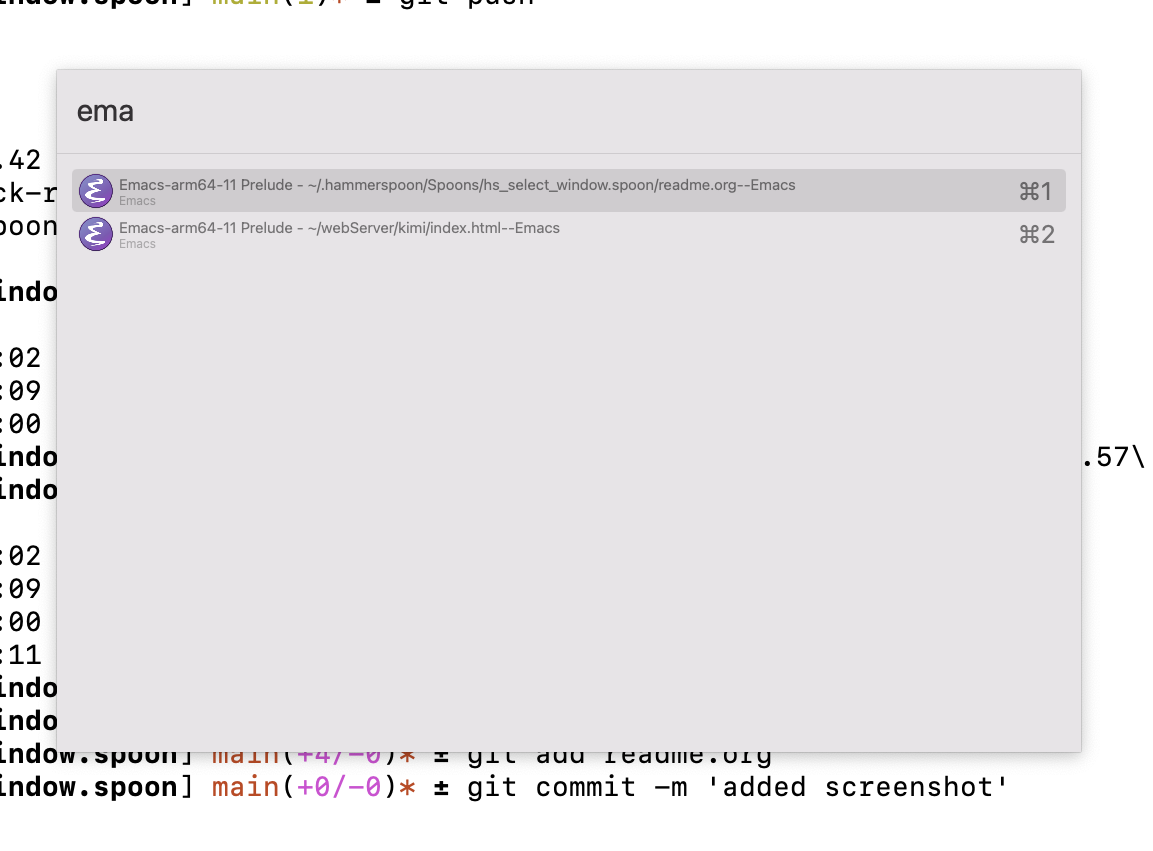 indow.spoon] main(1)* ± git push
ema
.42
ck-r
Emacs-arm64-11 Prelude - ~/.hammerspoon/Spoons/hs_select_window.spoon/readme.org--Emacs
Emacs
⌘1
poon
Emacs-arm64-11 Prelude - ~/webServer/kimi/index.html--Emacs
Emacs
⌘2
indo
:02
:09
:00
indo
.57\
indo
:02
:09
:00
:11
indo
indo
indow.spoon] main(+4/-0)* ± git add readme.org
indow.spoon] main(+0/-0)* ± git commit -m 'added screenshot'